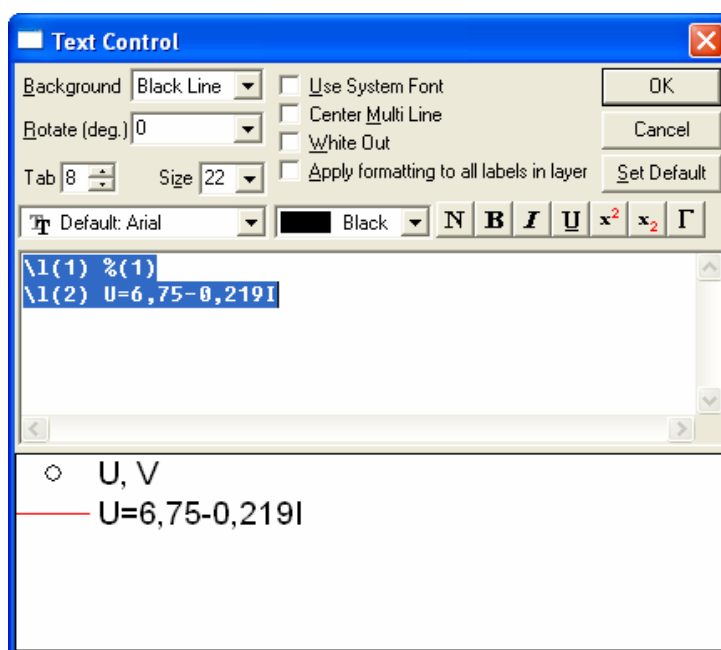 Text Control
Background Black Line Use System Font OK
Center Multi Line
Rotate (deg.) 0 White Out Cancel
Tab 8 Size 22 Apply formatting to all labels in layer Set Default
Default: Arial Black N B I U x² x₂ Γ
\l(1) %(1)
\l(2) U=6,75-0,219I
U, V
U=6,75-0,219I